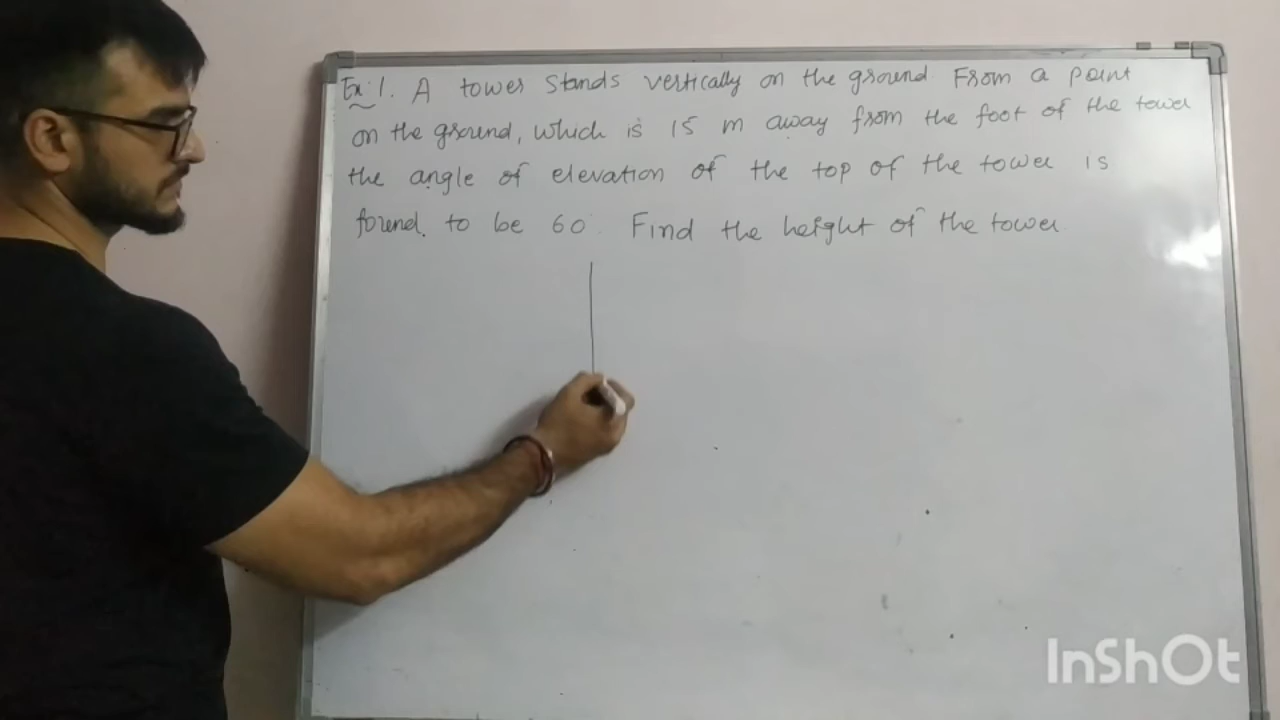 Ex: 1. A tower stands vertically on the ground From a point
on the ground, which is 15 m away from the foot of the tower
the angle of elevation of the top of the tower is
found. to be 60° Find the height of the tower.
InShOt